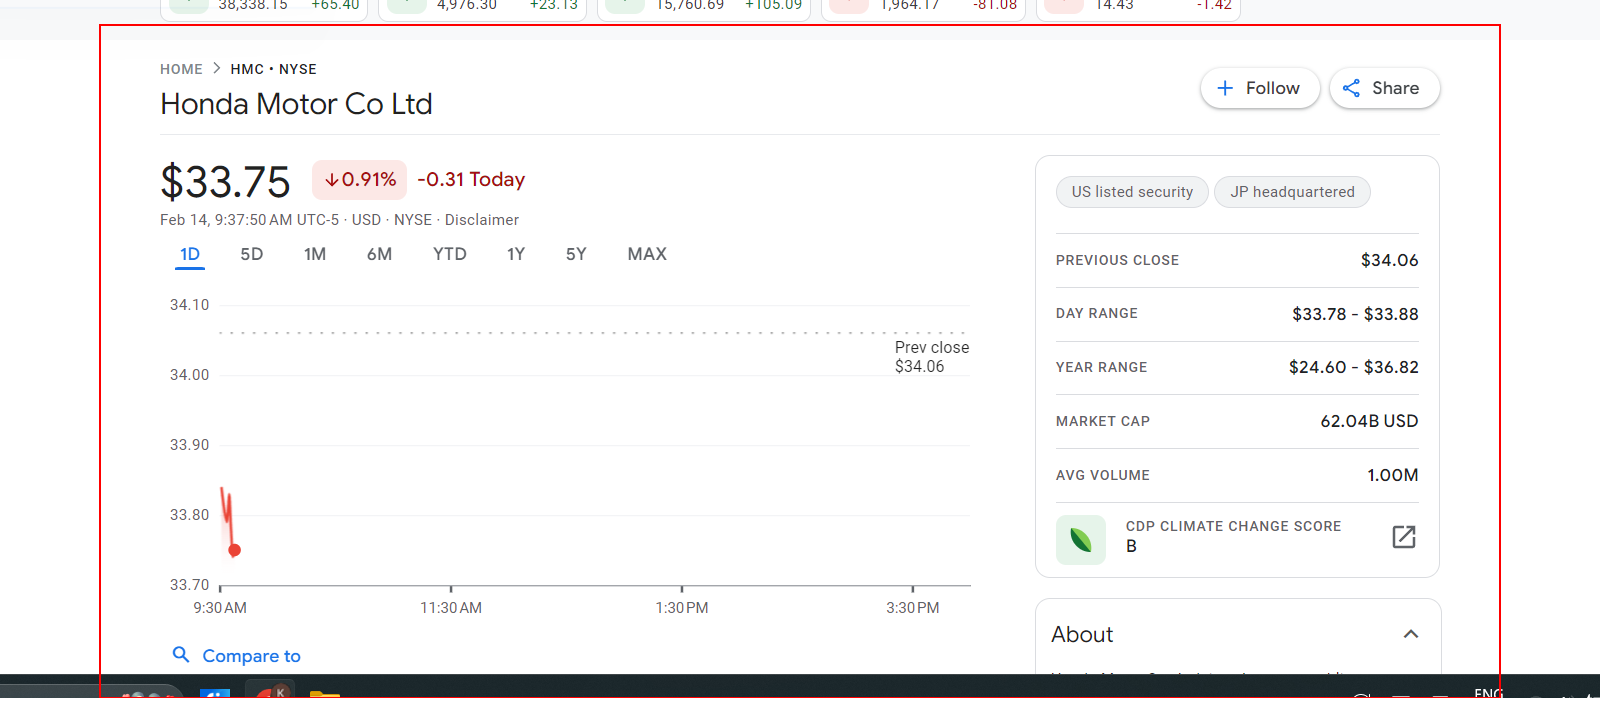 38,338.15 +65.40 4,976.30 +23.13 15,760.69 +105.09 1,964.17 -81.08 14.43 -1.42
HOME > HMC • NYSE
Honda Motor Co Ltd
Follow
Share
$33.75 ↓0.91% -0.31 Today
Feb 14, 9:37:50 AM UTC-5 · USD · NYSE · Disclaimer
1D 5D 1M 6M YTD 1Y 5Y MAX
34.10
34.00
33.90
33.80
33.70
Prev close
$34.06
9:30 AM 11:30 AM 1:30 PM 3:30 PM
Compare to
US listed security JP headquartered
PREVIOUS CLOSE $34.06
DAY RANGE $33.78 - $33.88
YEAR RANGE $24.60 - $36.82
MARKET CAP 62.04B USD
AVG VOLUME 1.00M
CDP CLIMATE CHANGE SCORE
B
About
K
ENG